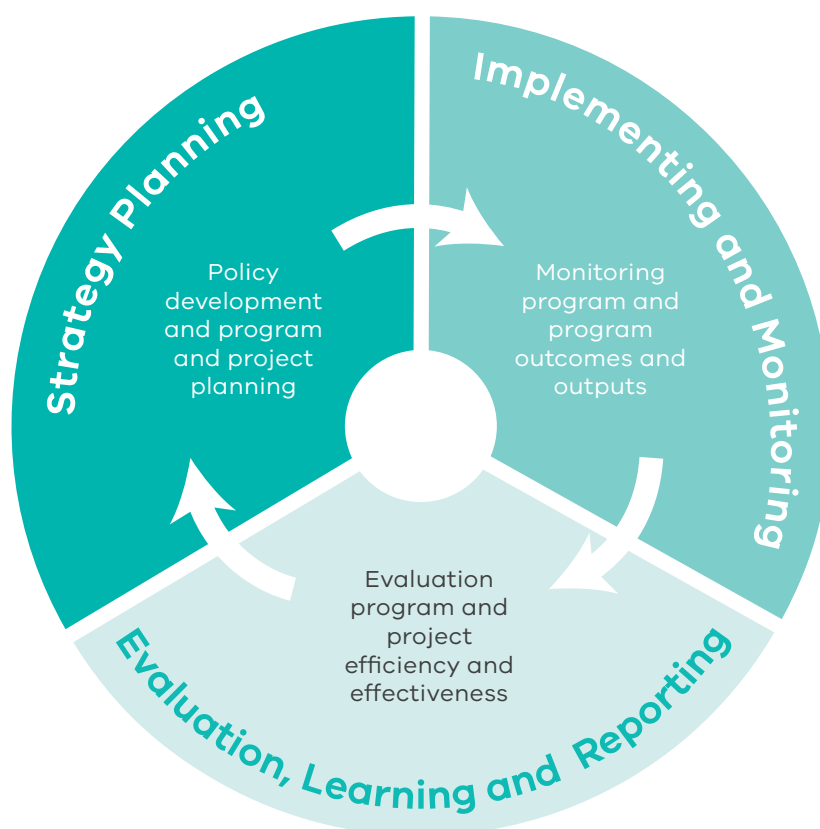 Strategy Planning
Policy
development
and program
and project
planning
Implementing and Monitoring
Monitoring
program and
program
outcomes and
outputs
Evaluation
program and
project
efficiency and
effectiveness
Evaluation, Learning and Reporting